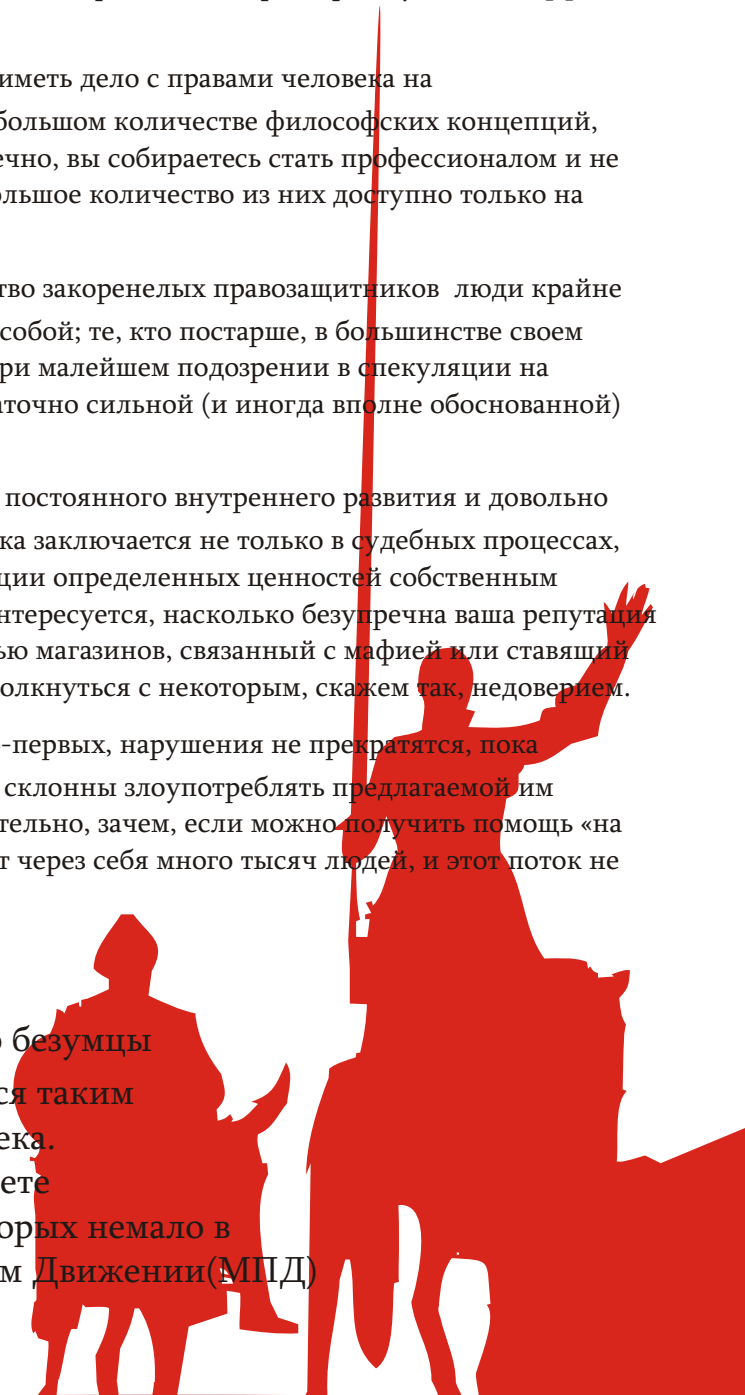 иметь дело с правами человека на
большом количестве философских концепций,
ечно, вы собираетесь стать профессионалом и не
ольшое количество из них доступно только на
тво закоренелых правозащитников люди крайне
собой; те, кто постарше, в большинстве своем
ри малейшем подозрении в спекуляции на
аточно сильной (и иногда вполне обоснованной)
постоянного внутреннего развития и довольно
ка заключается не только в судебных процессах,
ции определенных ценностей собственным
нтересуется, насколько безупречна ваша репутация
ью магазинов, связанный с мафией или ставящий
олкнуться с некоторым, скажем так, недоверием.
-первых, нарушения не прекратятся, пока
склонны злоупотреблять предлагаемой им
тельно, зачем, если можно получить помощь «на
т через себя много тысяч людей, и этот поток не
о безумцы
ся таким
ека.
ете
орых немало в
м Движении(МПД)